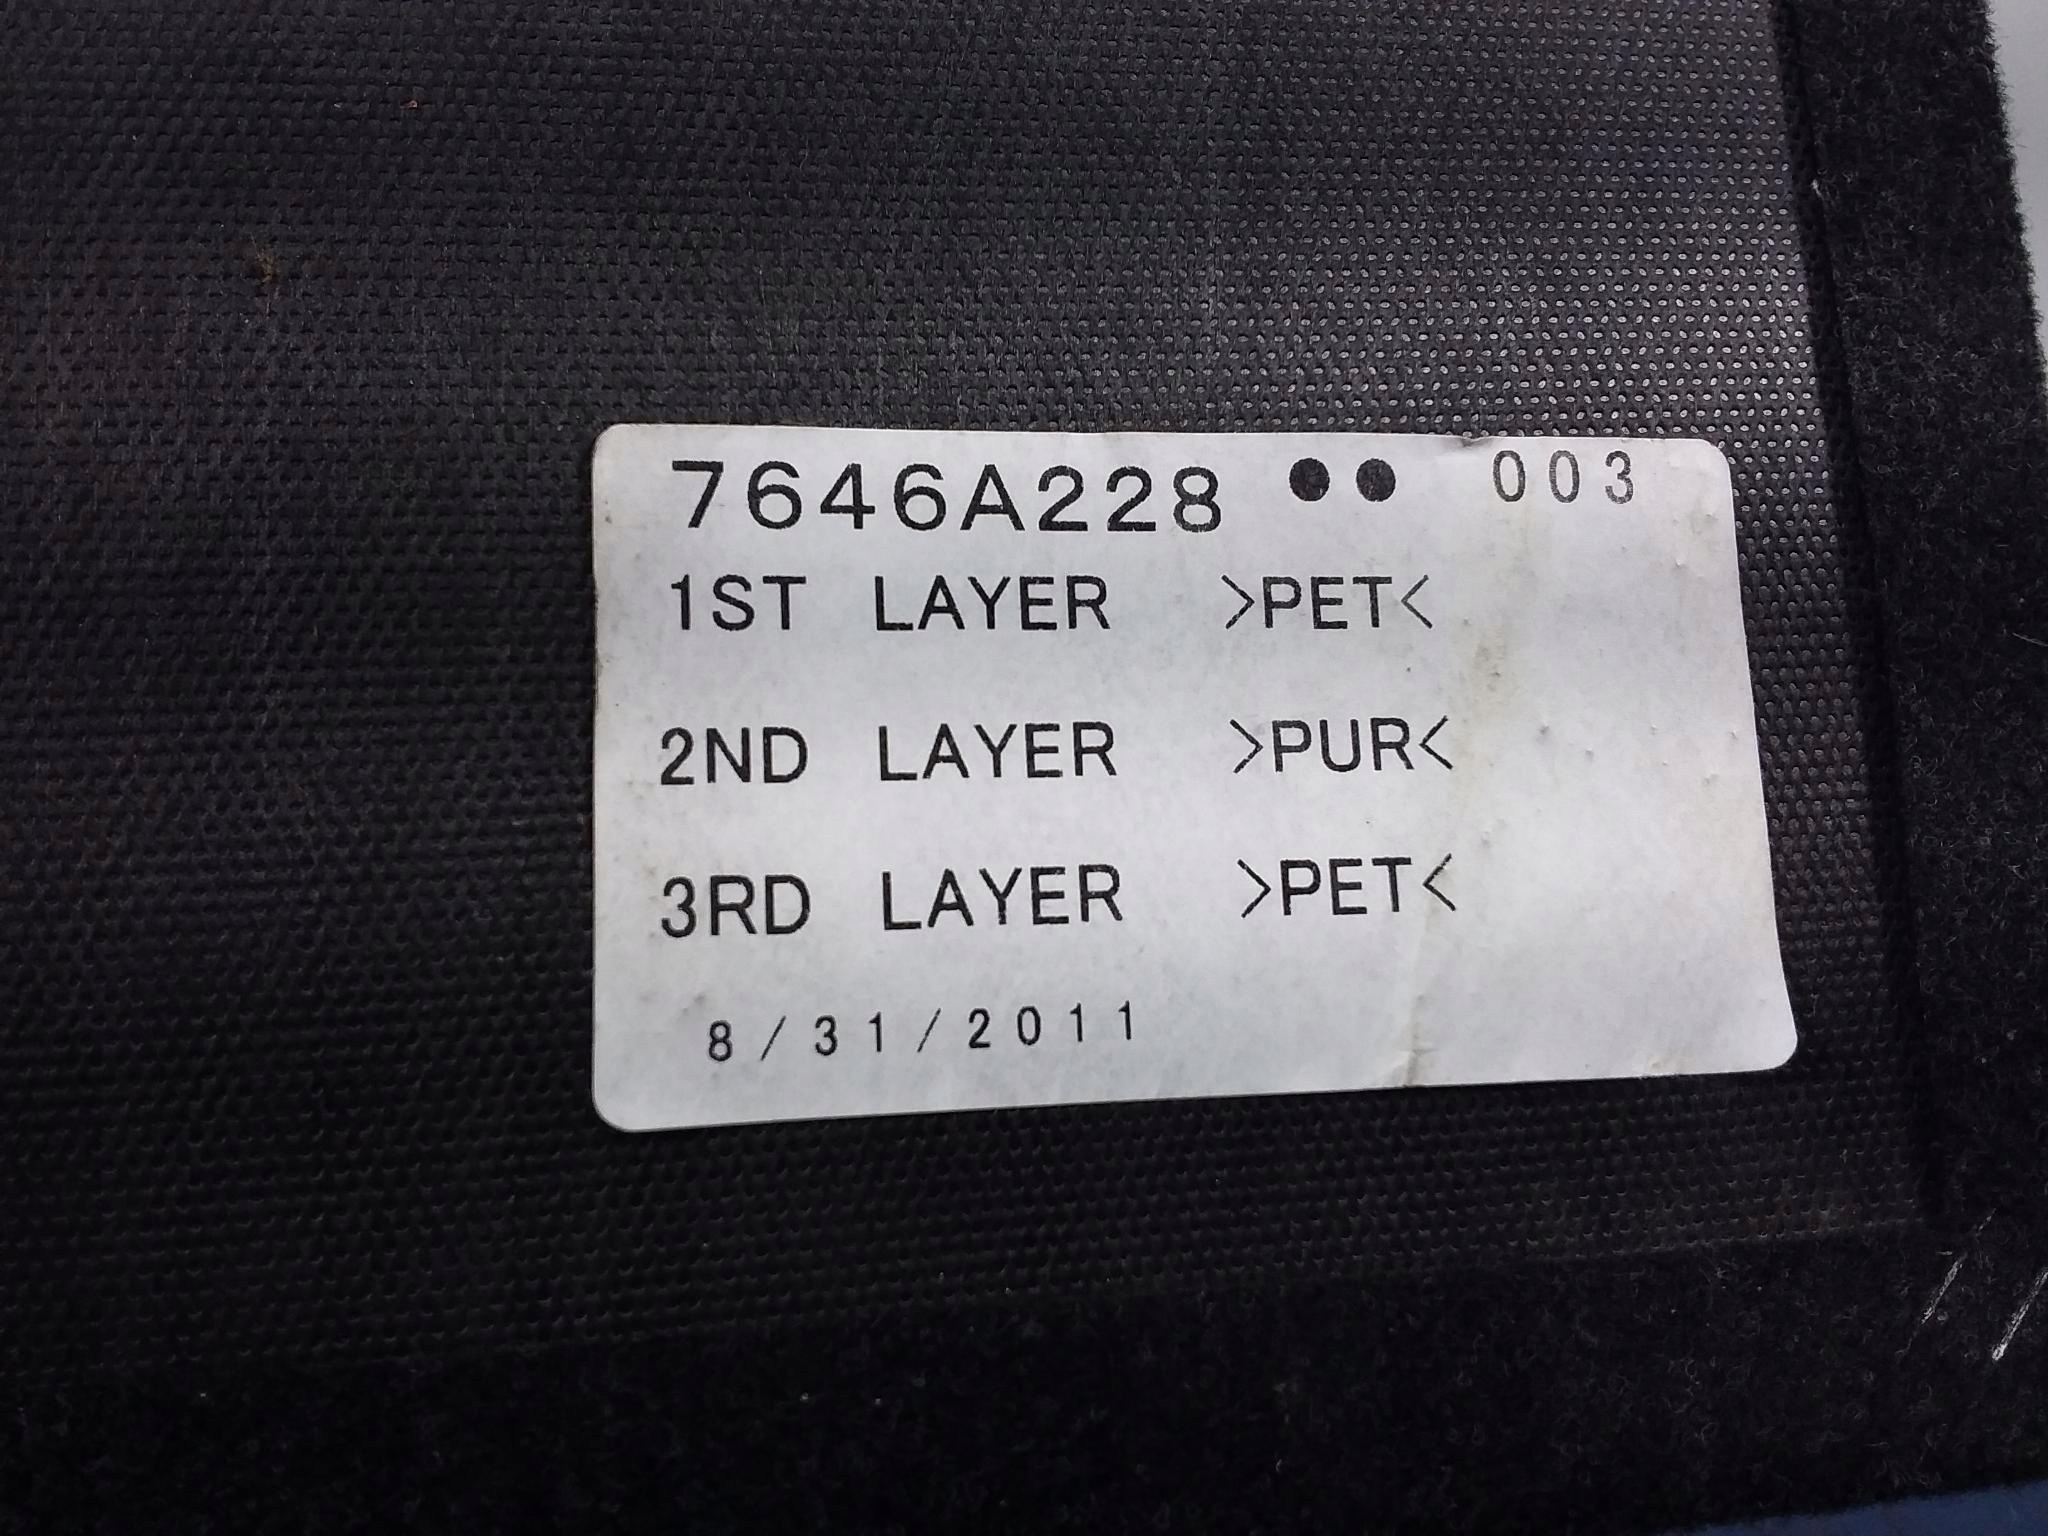 7646A228 ●● 003
1ST LAYER >PET<
2ND LAYER >PUR<
3RD LAYER >PET<
8/31/2011